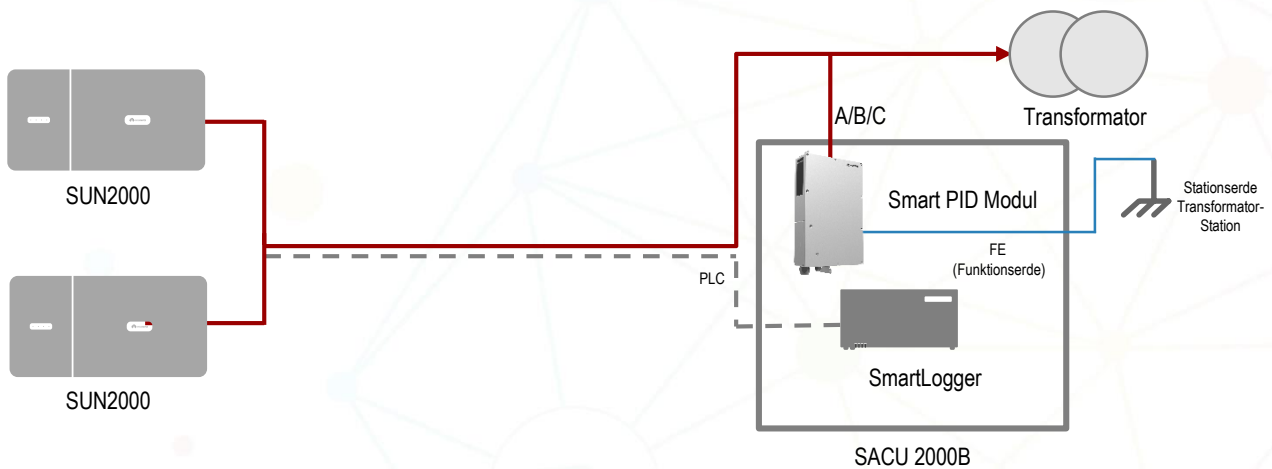 SUN2000
SUN2000
A/B/C
Transformator
Smart PID Modul
FE
(Funktionserde)
Stationserde
Transformator-
Station
PLC
SmartLogger
SACU 2000B